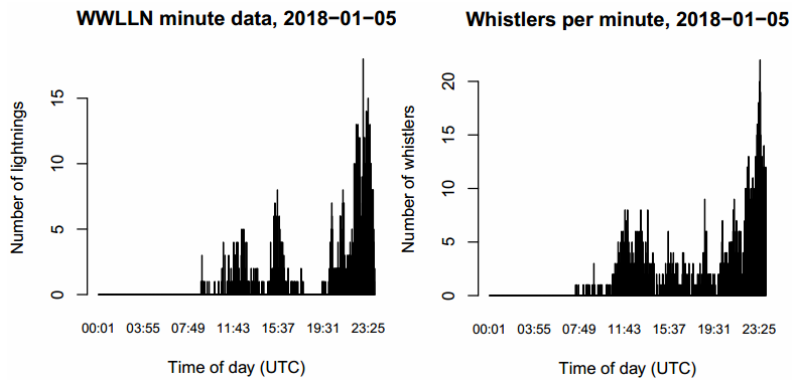 WWLLN minute data, 2018−01−05
Number of lightnings
15
10
5
0
00:01 03:55 07:49 11:43 15:37 19:31 23:25
Time of day (UTC)
Whistlers per minute, 2018−01−05
Number of whistlers
20
15
10
5
0
00:01 03:55 07:49 11:43 15:37 19:31 23:25
Time of day (UTC)